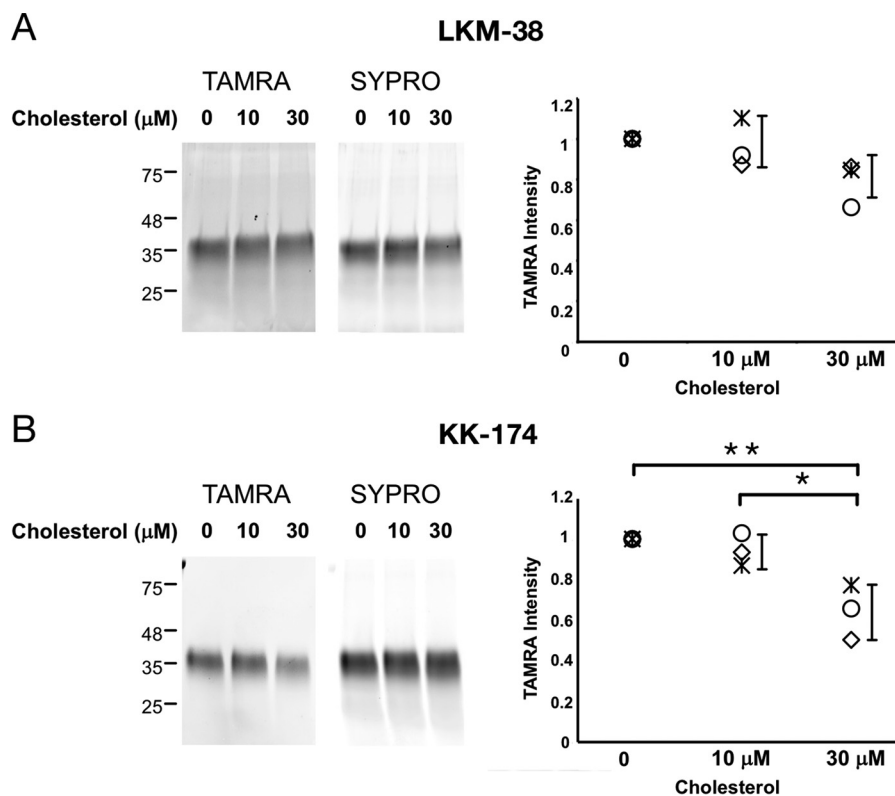 A
LKM-38
TAMRA SYPRO
Cholesterol (μM) 0 10 30 0 10 30
75
48
35
25
1.2
1
0.8
0.6
0.4
0.2
0
TAMRA Intensity
0 10 μM 30 μM
Cholesterol
B
KK-174
TAMRA SYPRO
Cholesterol (μM) 0 10 30 0 10 30
75
48
35
25
* *
*
1.2
1
0.8
0.6
0.4
0.2
0
TAMRA Intensity
0 10 μM 30 μM
Cholesterol